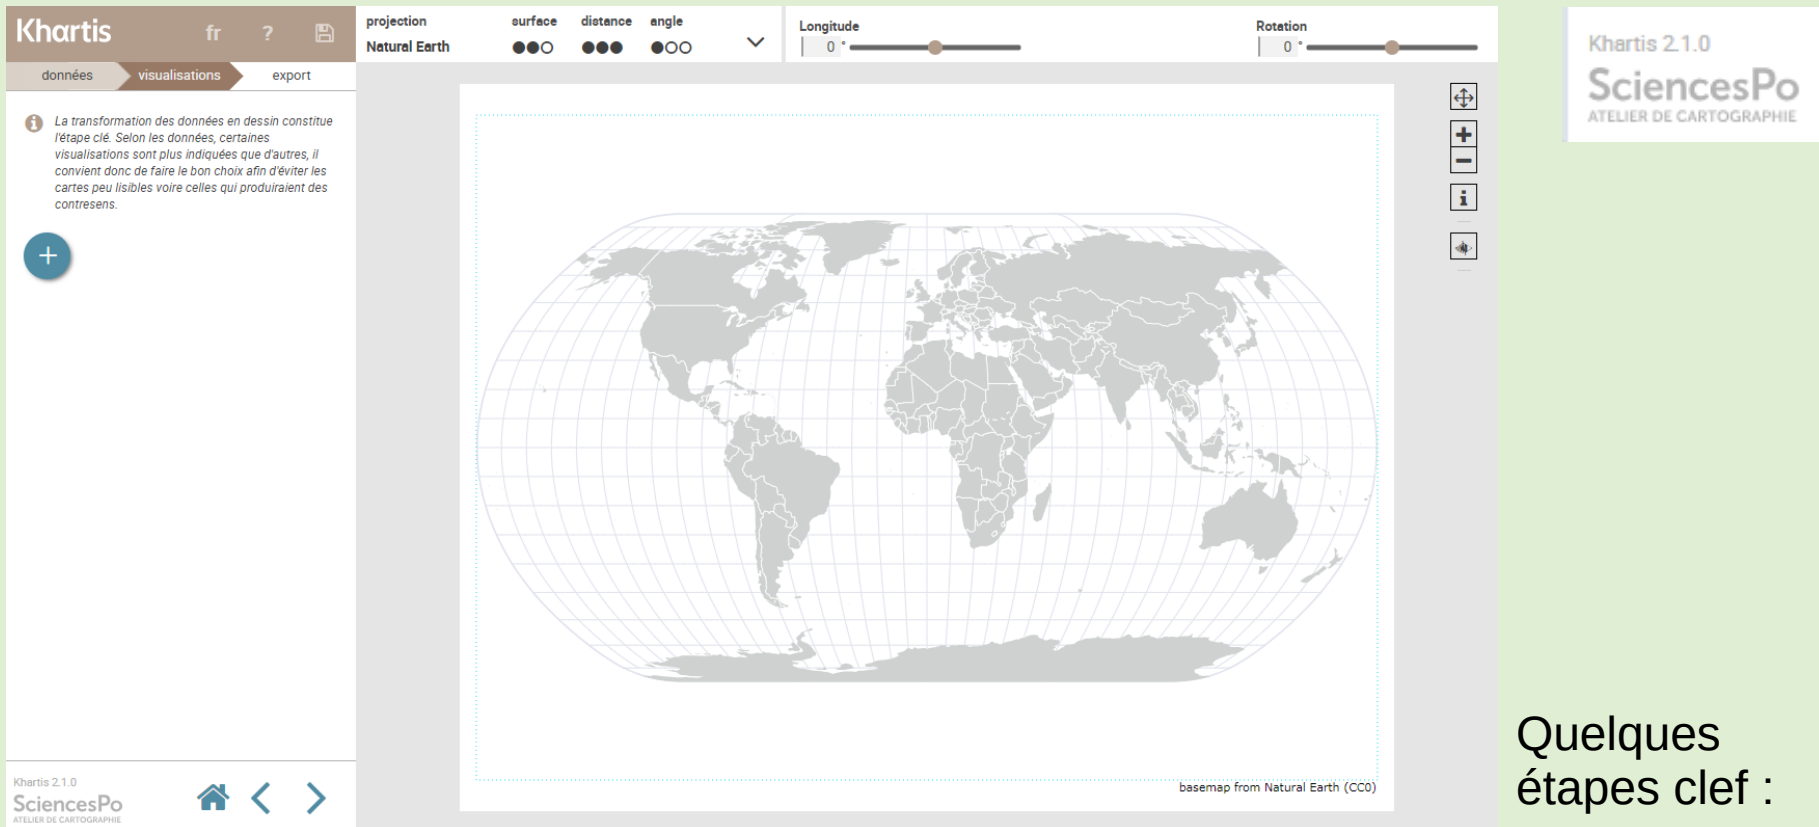 Khartis
fr ?
données visualisations export
La transformation des données en dessin constitue
l'étape clé. Selon les données, certaines
visualisations sont plus indiquées que d'autres, il
convient donc de faire le bon choix afin d'éviter les
cartes peu lisibles voire celles qui produiraient des
contresens.
Khartis 2.1.0
SciencesPo
ATELIER DE CARTOGRAPHIE
projection surface distance angle
Natural Earth
Longitude
0 °
Rotation
0 °
basemap from Natural Earth (CC0)
Khartis 2.1.0
SciencesPo
ATELIER DE CARTOGRAPHIE
Quelques
étapes clef :